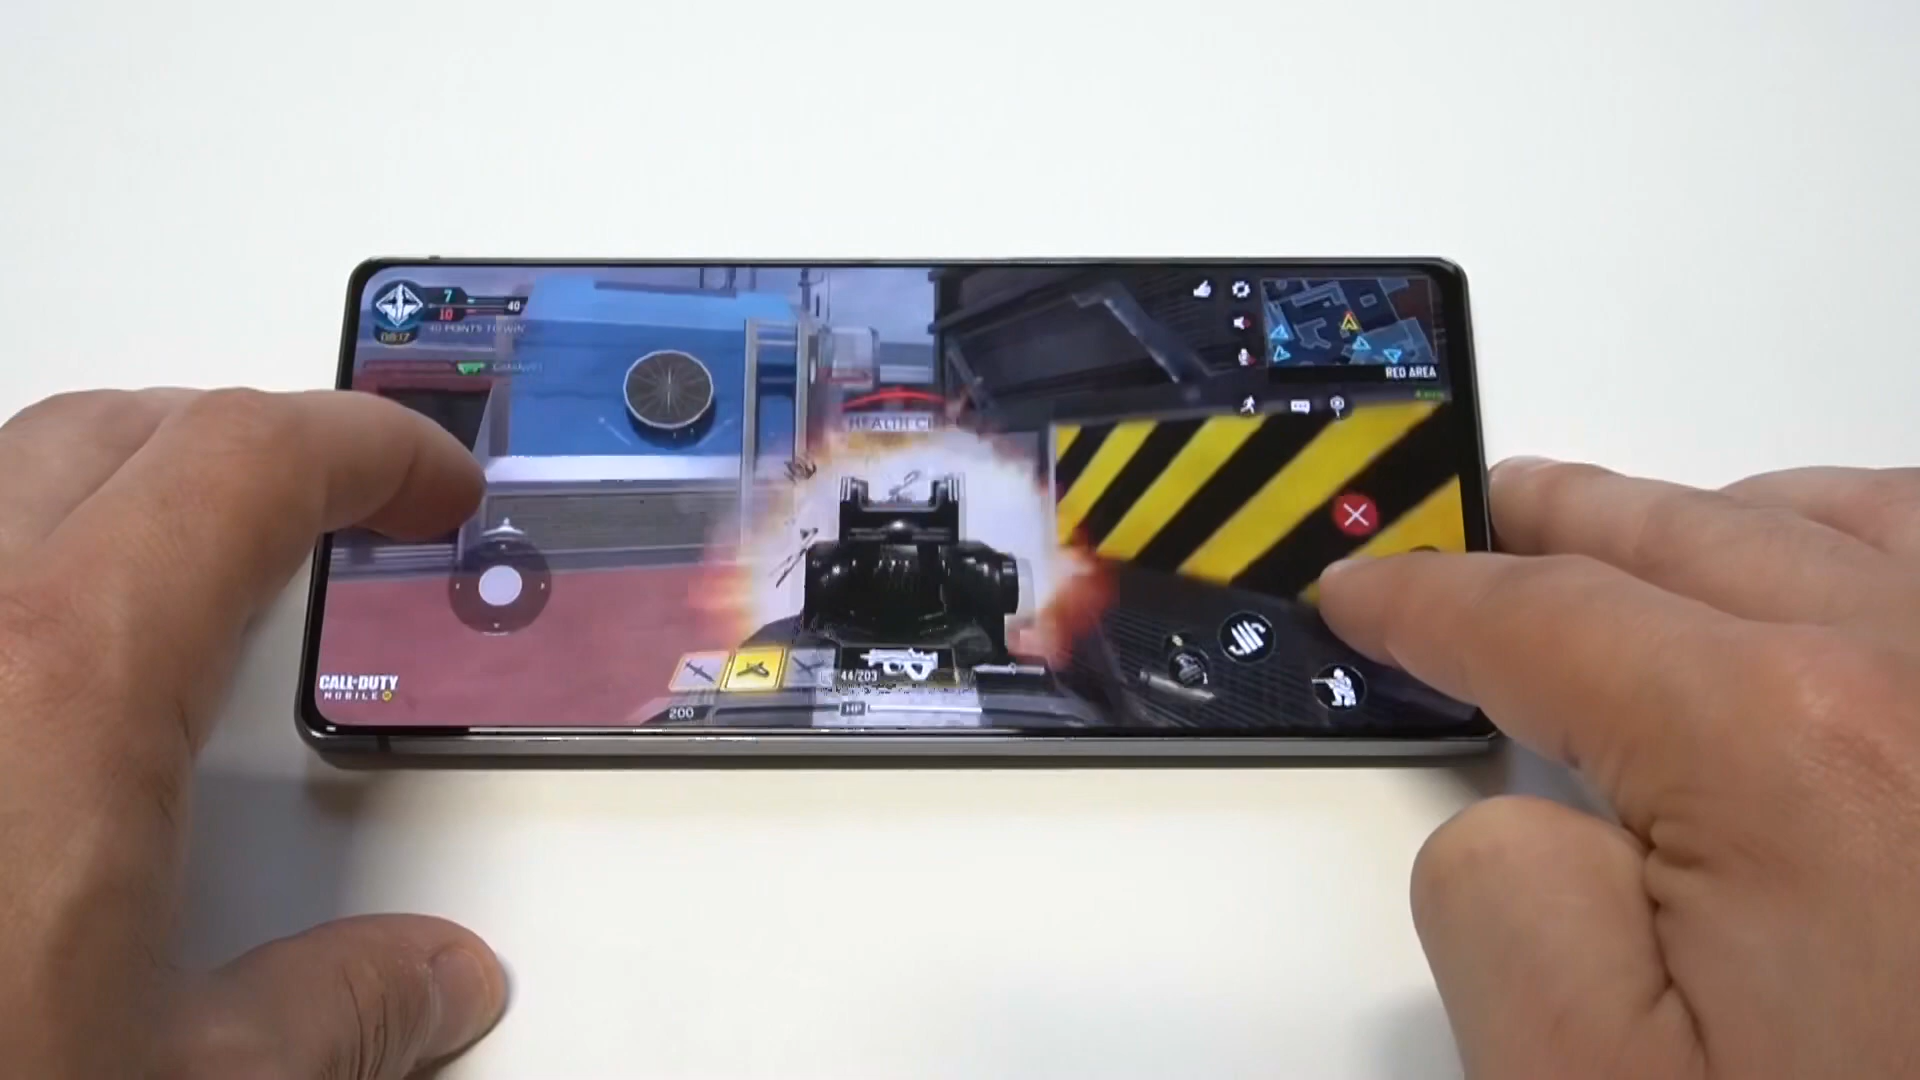 7
40
10
40 POINTS TO WIN
08:17
RED AREA
HEALTH
CALL OF DUTY
MOBILE
44/203
200
HP